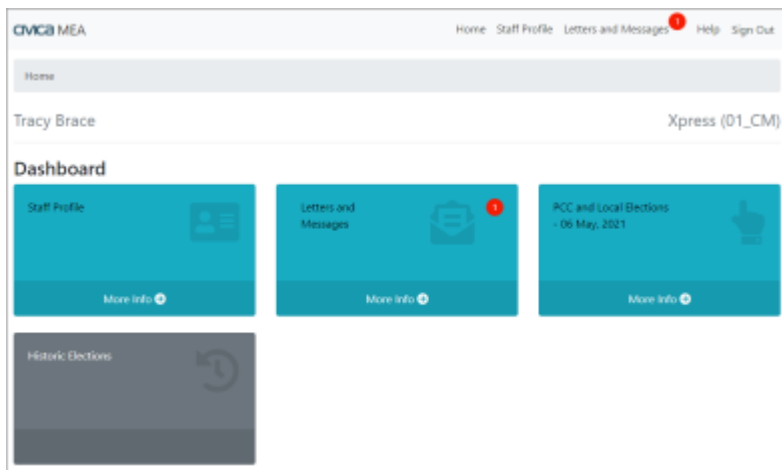 CIVICA MEA
Home Staff Profile Letters and Messages 1 Help Sign Out
Home
Tracy Brace Xpress (01_CM)
Dashboard
Staff Profile
More Info
Letters and
Messages
1
More Info
PCC and Local Elections
- 06 May, 2021
More Info
Historic Elections